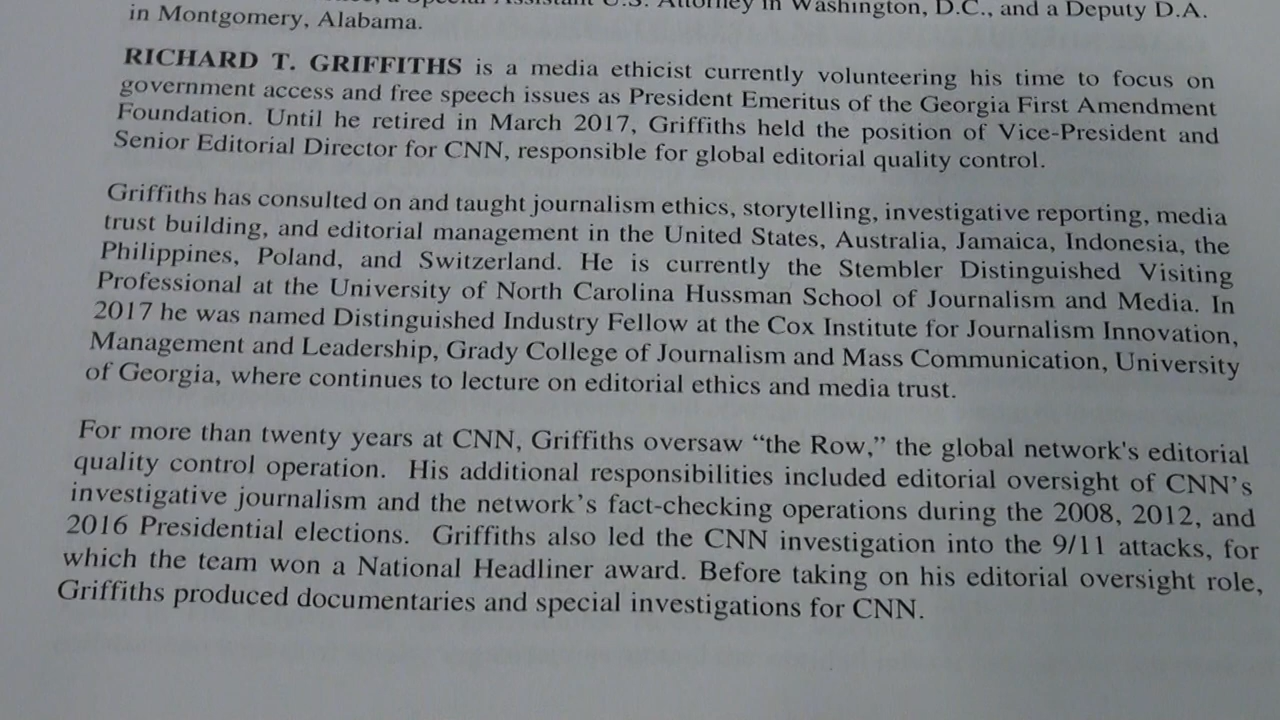 a Special Assistant U.S. Attorney in Washington, D.C., and a Deputy D.A.
in Montgomery, Alabama.
RICHARD T. GRIFFITHS is a media ethicist currently volunteering his time to focus on
government access and free speech issues as President Emeritus of the Georgia First Amendment
Foundation. Until he retired in March 2017, Griffiths held the position of Vice-President and
Senior Editorial Director for CNN, responsible for global editorial quality control.
Griffiths has consulted on and taught journalism ethics, storytelling, investigative reporting, media
trust building, and editorial management in the United States, Australia, Jamaica, Indonesia, the
Philippines, Poland, and Switzerland. He is currently the Stembler Distinguished Visiting
Professional at the University of North Carolina Hussman School of Journalism and Media. In
2017 he was named Distinguished Industry Fellow at the Cox Institute for Journalism Innovation,
Management and Leadership, Grady College of Journalism and Mass Communication, University
of Georgia, where continues to lecture on editorial ethics and media trust.
For more than twenty years at CNN, Griffiths oversaw “the Row,” the global network's editorial
quality control operation.  His additional responsibilities included editorial oversight of CNN’s
investigative journalism and the network’s fact-checking operations during the 2008, 2012, and
2016 Presidential elections.  Griffiths also led the CNN investigation into the 9/11 attacks, for
which the team won a National Headliner award. Before taking on his editorial oversight role,
Griffiths produced documentaries and special investigations for CNN.